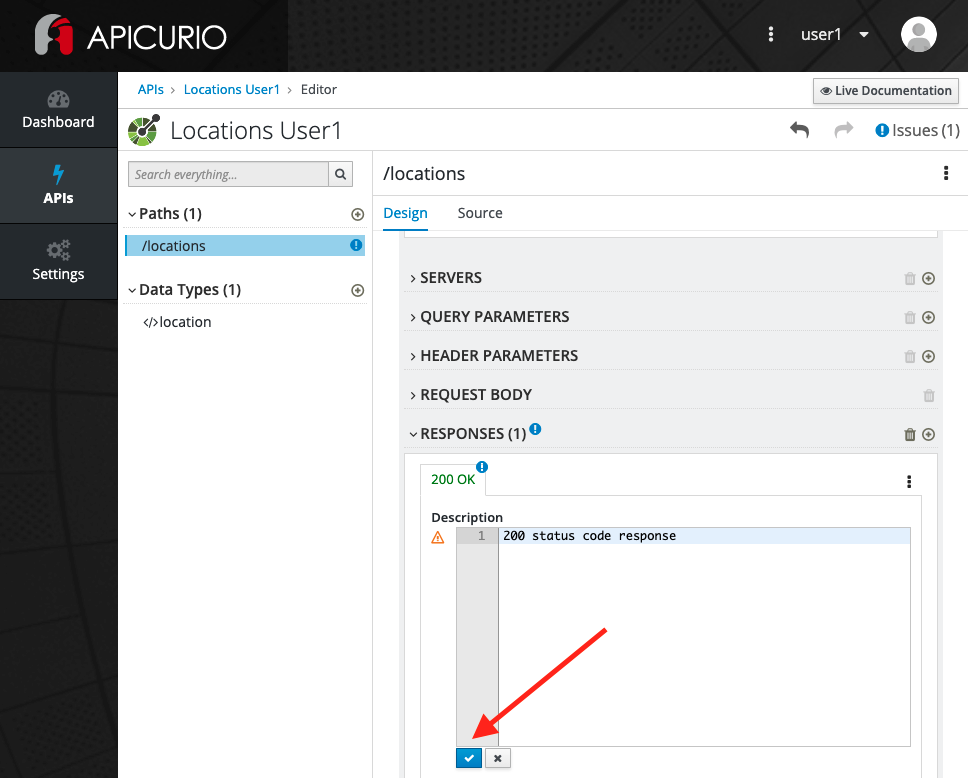 APICURIO
user1
Dashboard
APIs
Settings
APIs > Locations User1 > Editor
Live Documentation
Locations User1
Issues (1)
Search everything...
Paths (1)
/locations
Data Types (1)
</>location
/locations
Design Source
SERVERS
QUERY PARAMETERS
HEADER PARAMETERS
REQUEST BODY
RESPONSES (1)
200 OK
Description
1 200 status code response